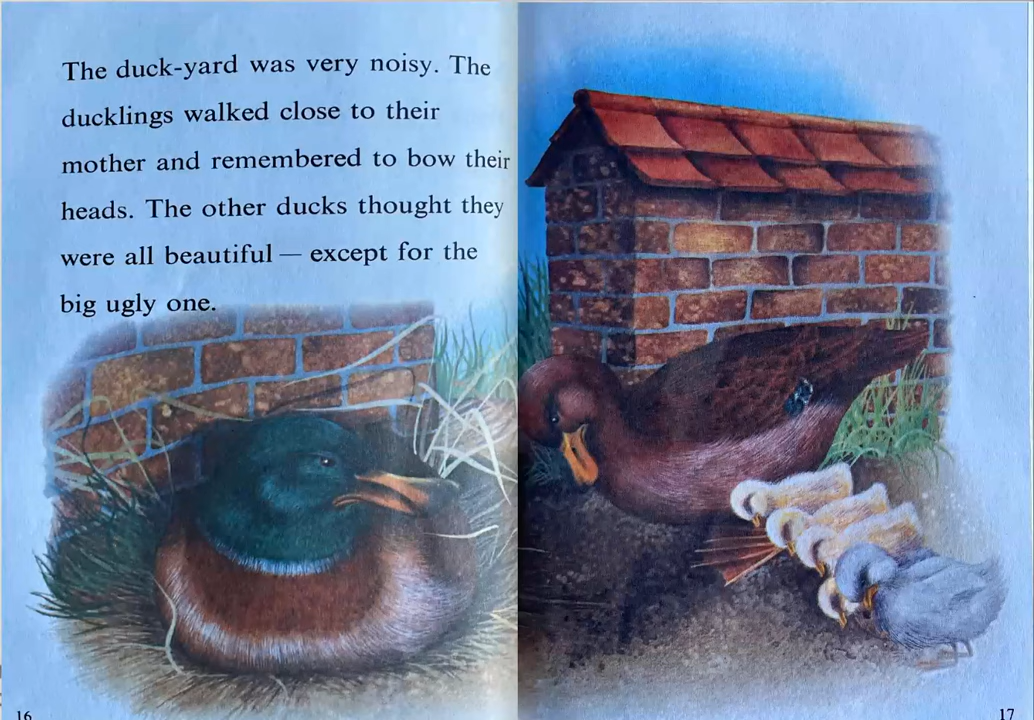 The duck-yard was very noisy. The
ducklings walked close to their
mother and remembered to bow their
heads. The other ducks thought they
were all beautiful — except for the
big ugly one.
16
17